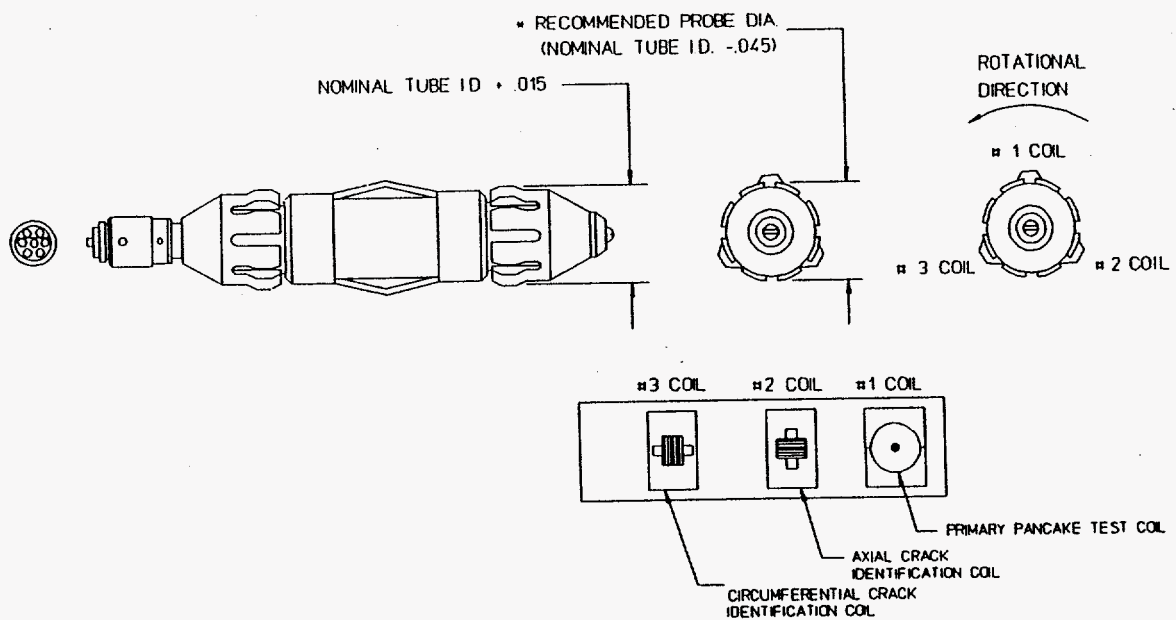 * RECOMMENDED PROBE DIA.
(NOMINAL TUBE I D. -.045)
NOMINAL TUBE I D + .015
ROTATIONAL
DIRECTION
# 1 COIL
# 3 COIL
# 2 COIL
#3 COIL
#2 COIL
#1 COIL
PRIMARY PANCAKE TEST COIL
AXIAL CRACK
IDENTIFICATION COIL
CIRCUMFERENTIAL CRACK
IDENTIFICATION COIL